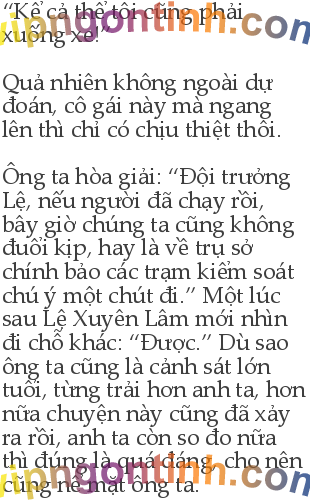 “Kể cả thế tôi cũng phải
xuống xe!”
vipngontinh.com
Quả nhiên không ngoài dự
đoán, cô gái này mà ngang
lên thì chỉ có chịu thiệt thôi.
Ông ta hòa giải: “Đội trưởng
Lệ, nếu người đã chạy rồi,
bây giờ chúng ta cũng không
đuổi kịp, hay là về trụ sở
chính bảo các trạm kiểm soát
chú ý một chút đi.” Một lúc
sau Lệ Xuyên Lâm mới nhìn
đi chỗ khác: “Được.” Dù sao
ông ta cũng là cảnh sát lớn
tuổi, từng trải hơn anh ta, hơn
nữa chuyện này cũng đã xảy
ra rồi, anh ta còn so đo nữa
thì đúng là quá đáng, cho nên
cũng nể mặt ông ta.
vipngontinh.com